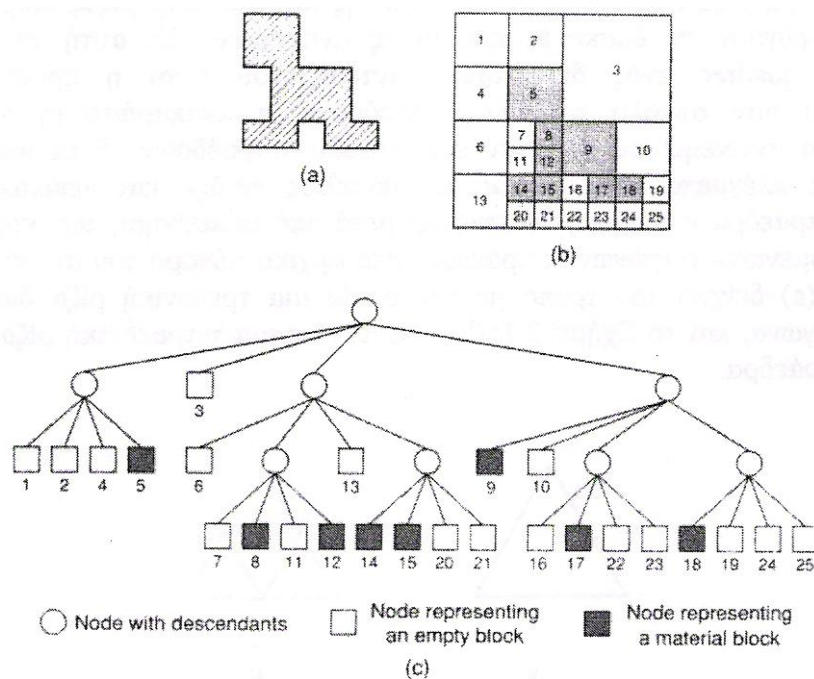 (a)
1 2 3
4 5
6 7 8 9 10
11 12
13 14 15 16 17 18 19
20 21 22 23 24 25
(b)
3
1 2 4 5 6 13 9 10
7 8 11 12 14 15 20 21 16 17 22 23 18 19 24 25
Node with descendants
Node representing
an empty block
Node representing
a material block
(c)